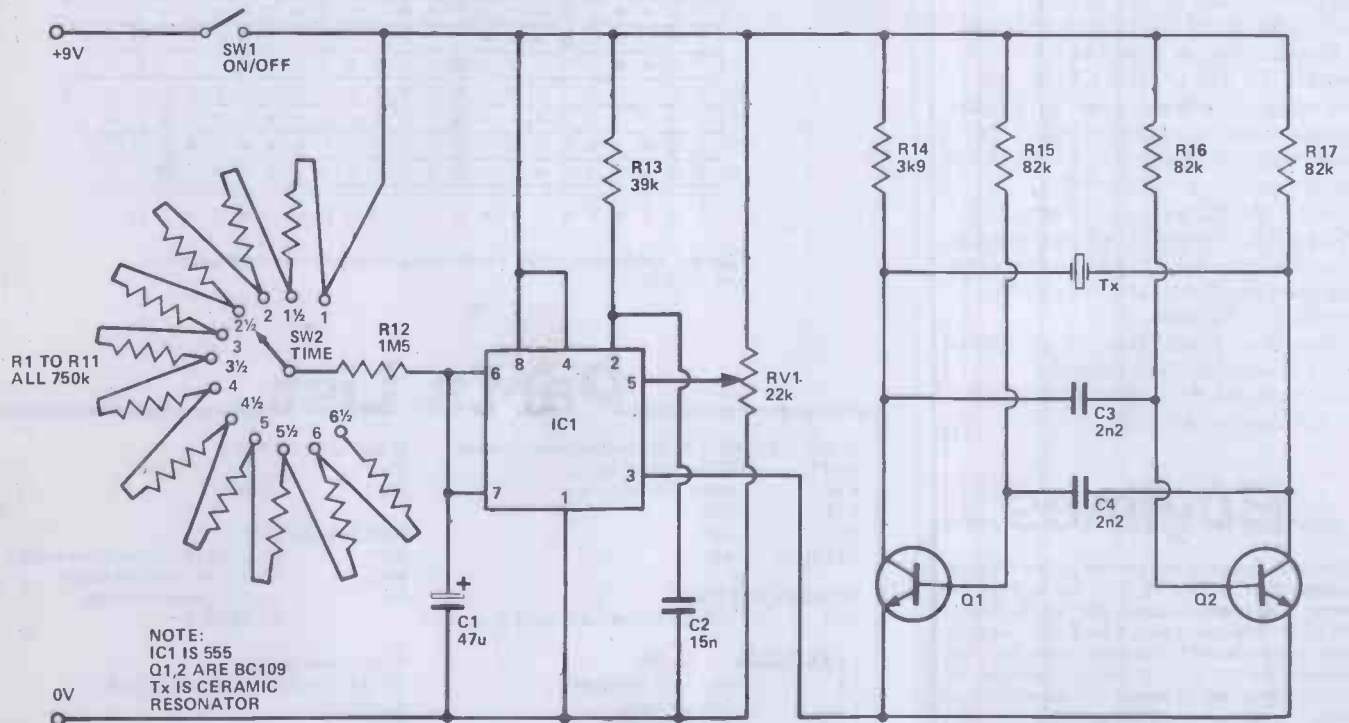 +9V
SW1
ON/OFF
R14
3k9
R15
82k
R16
82k
R17
82k
R13
39k
Tx
2
1½
1
2½
3
3½
4
4½
5
5½
6
6½
SW2
TIME
R12
1M5
R1 TO R11
ALL 750k
8
4
2
6
5
IC1
7
1
3
RV1
22k
C3
2n2
C4
2n2
Q1
Q2
+
C1
47u
C2
15n
NOTE:
IC1 IS 555
Q1,2 ARE BC109
Tx IS CERAMIC
RESONATOR
0V